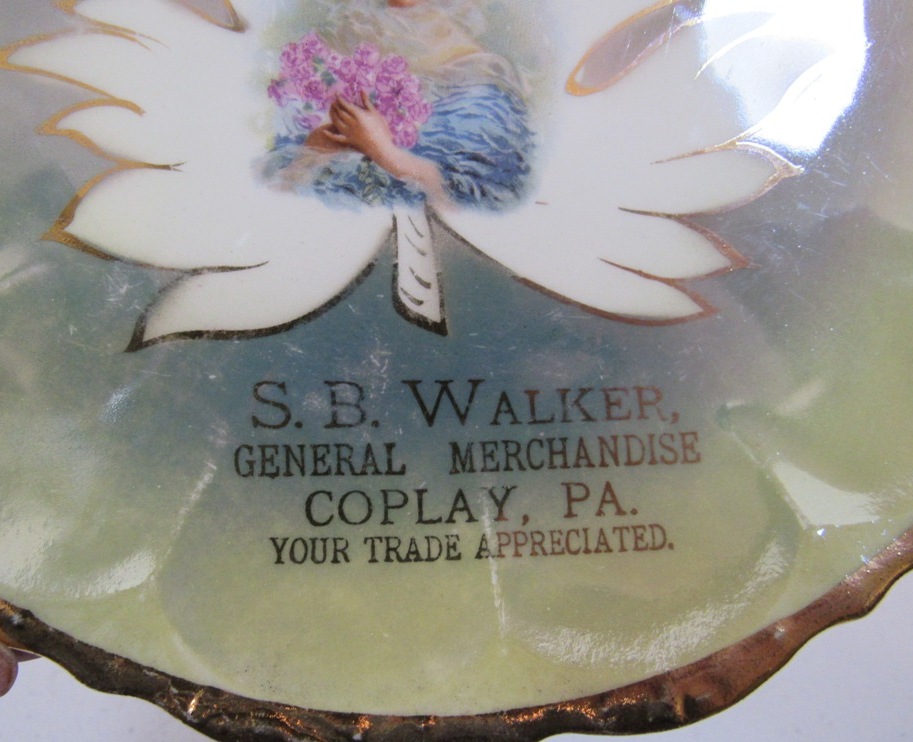 S. B. WALKER,
GENERAL MERCHANDISE
COPLAY, PA.
YOUR TRADE APPRECIATED.